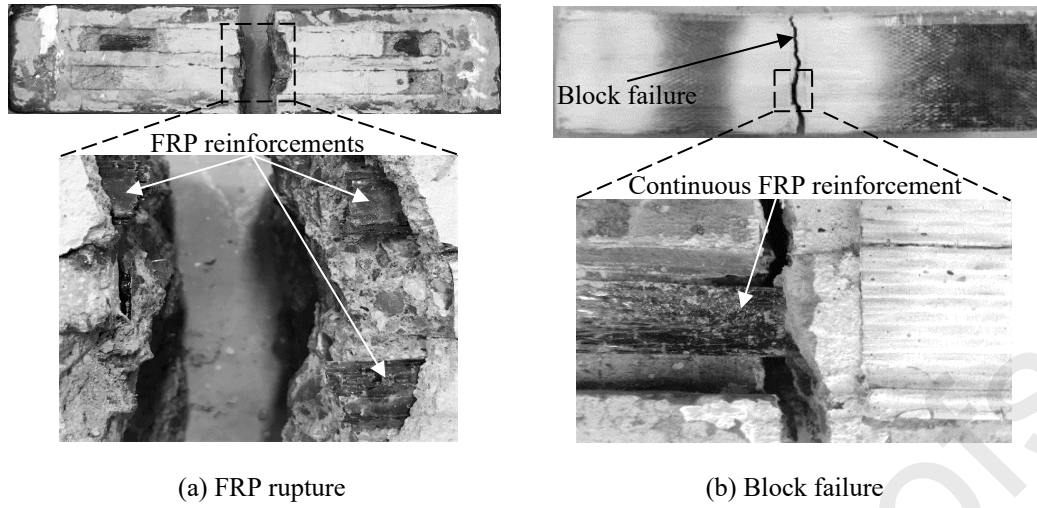 FRP reinforcements
(a) FRP rupture
Block failure
Continuous FRP reinforcement
(b) Block failure